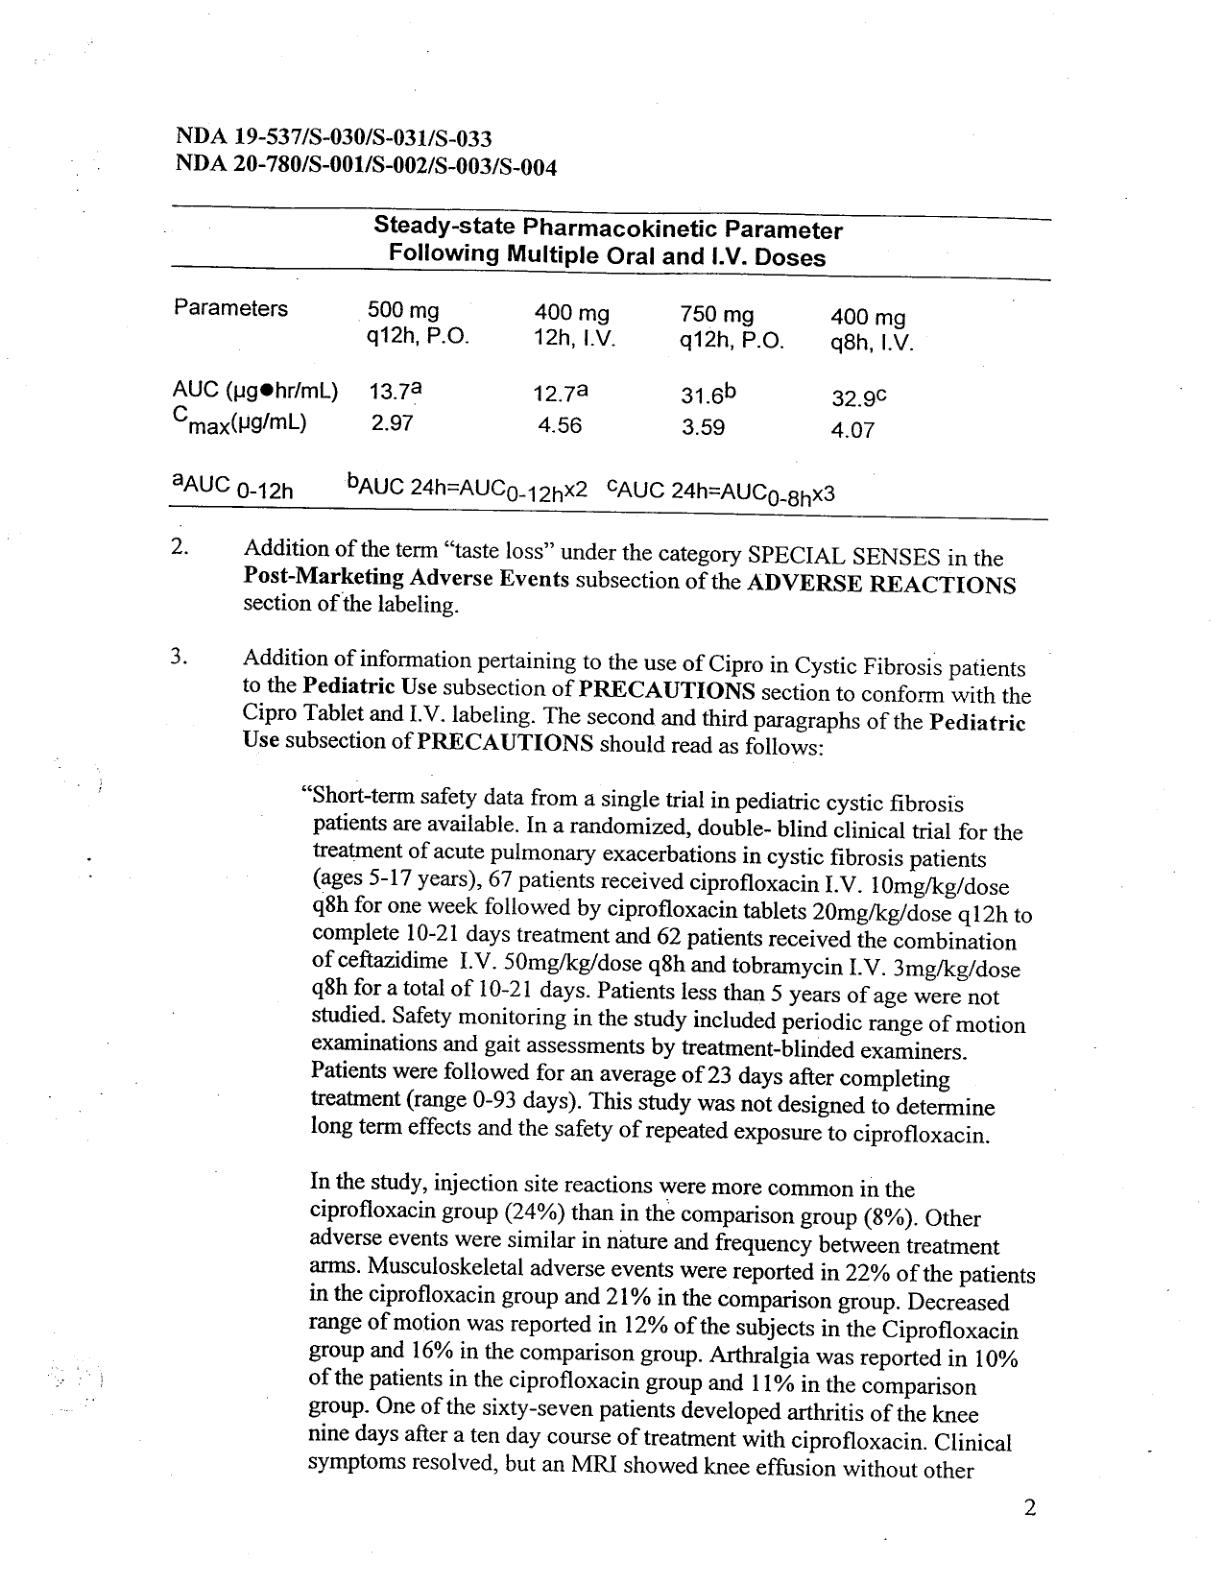 NDA 19-537/S-030/S-031/S-033
NDA 20-780/S-001/S-002/S-003/S-004
Steady-state Pharmacokinetic Parameter
Following Multiple Oral and I.V. Doses
Parameters 500 mg 400 mg 750 mg 400 mg
q12h, P.O. 12h, I.V. q12h, P.O. q8h, I.V.
AUC (µg●hr/mL) 13.7a 12.7a 31.6b 32.9c
Cmax(µg/mL) 2.97 4.56 3.59 4.07
aAUC 0-12h bAUC 24h=AUC0-12hx2 cAUC 24h=AUC0-8hx3
2. Addition of the term “taste loss” under the category SPECIAL SENSES in the
Post-Marketing Adverse Events subsection of the ADVERSE REACTIONS
section of the labeling.
3. Addition of information pertaining to the use of Cipro in Cystic Fibrosis patients
to the Pediatric Use subsection of PRECAUTIONS section to conform with the
Cipro Tablet and I.V. labeling. The second and third paragraphs of the Pediatric
Use subsection of PRECAUTIONS should read as follows:
“Short-term safety data from a single trial in pediatric cystic fibrosis
patients are available. In a randomized, double- blind clinical trial for the
treatment of acute pulmonary exacerbations in cystic fibrosis patients
(ages 5-17 years), 67 patients received ciprofloxacin I.V. 10mg/kg/dose
q8h for one week followed by ciprofloxacin tablets 20mg/kg/dose q12h to
complete 10-21 days treatment and 62 patients received the combination
of ceftazidime I.V. 50mg/kg/dose q8h and tobramycin I.V. 3mg/kg/dose
q8h for a total of 10-21 days. Patients less than 5 years of age were not
studied. Safety monitoring in the study included periodic range of motion
examinations and gait assessments by treatment-blinded examiners.
Patients were followed for an average of 23 days after completing
treatment (range 0-93 days). This study was not designed to determine
long term effects and the safety of repeated exposure to ciprofloxacin.
In the study, injection site reactions were more common in the
ciprofloxacin group (24%) than in the comparison group (8%). Other
adverse events were similar in nature and frequency between treatment
arms. Musculoskeletal adverse events were reported in 22% of the patients
in the ciprofloxacin group and 21% in the comparison group. Decreased
range of motion was reported in 12% of the subjects in the Ciprofloxacin
group and 16% in the comparison group. Arthralgia was reported in 10%
of the patients in the ciprofloxacin group and 11% in the comparison
group. One of the sixty-seven patients developed arthritis of the knee
nine days after a ten day course of treatment with ciprofloxacin. Clinical
symptoms resolved, but an MRI showed knee effusion without other
2